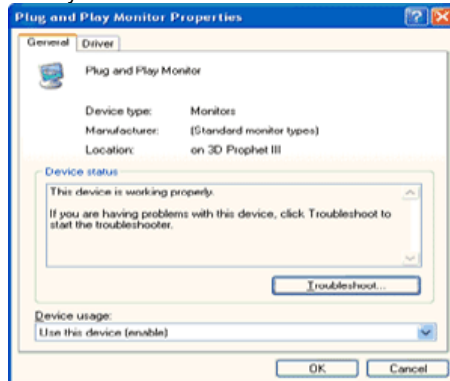 Plug and Play Monitor Properties
General Driver
Plug and Play Monitor
Device type: Monitors
Manufacturer: (Standard monitor types)
Location: on 3D Prophet III
Device status
This device is working properly.
If you are having problems with this device, click Troubleshoot to
start the troubleshooter.
Troubleshoot...
Device usage:
Use this device (enable)
OK Cancel